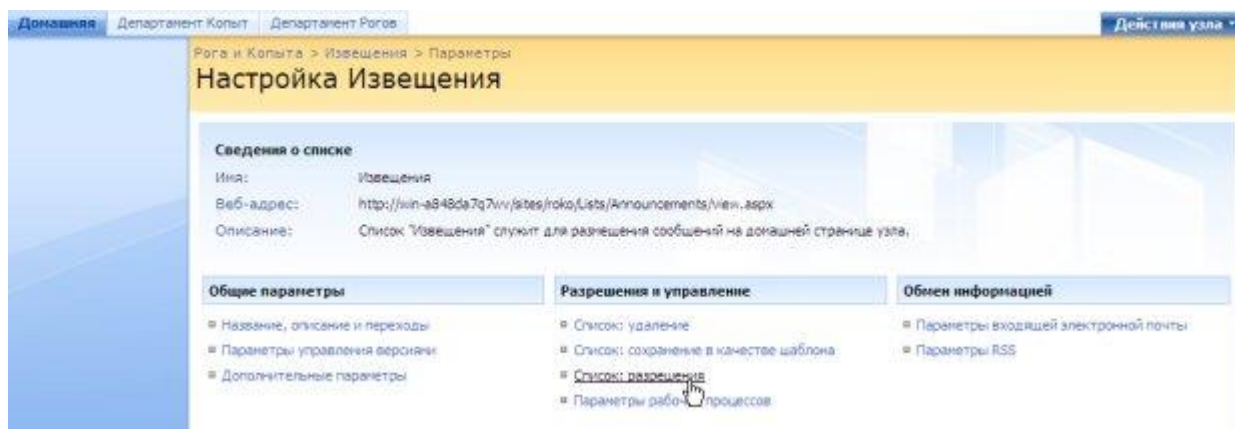 Домашняя Департамент Копыт Департамент Рогов Действия узла
Рога и Копыта > Извещения > Параметры
Настройка Извещения
Сведения о списке
Имя: Извещения
Веб-адрес: http://win-a848da7q7wv/sites/roko/Lists/Announcements/view.aspx
Описание: Список "Извещения" служит для размещения сообщений на домашней странице узла.
Общие параметры Разрешения и управление Обмен информацией
Название, описание и переходы Список: удаление Параметры входящей электронной почты
Параметры управления версиями Список: сохранение в качестве шаблона Параметры RSS
Дополнительные параметры Список: разрешения
Параметры рабочих процессов